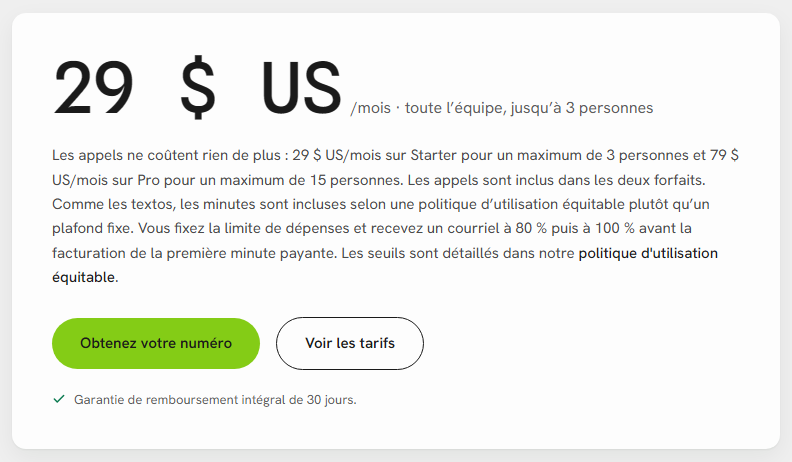 29 $ US /mois · toute l’équipe, jusqu’à 3 personnes
Les appels ne coûtent rien de plus : 29 $ US/mois sur Starter pour un maximum de 3 personnes et 79 $
US/mois sur Pro pour un maximum de 15 personnes. Les appels sont inclus dans les deux forfaits.
Comme les textos, les minutes sont incluses selon une politique d’utilisation équitable plutôt qu’un
plafond fixe. Vous fixez la limite de dépenses et recevez un courriel à 80 % puis à 100 % avant la
facturation de la première minute payante. Les seuils sont détaillés dans notre politique d'utilisation
équitable.
Obtenez votre numéro
Voir les tarifs
Garantie de remboursement intégral de 30 jours.